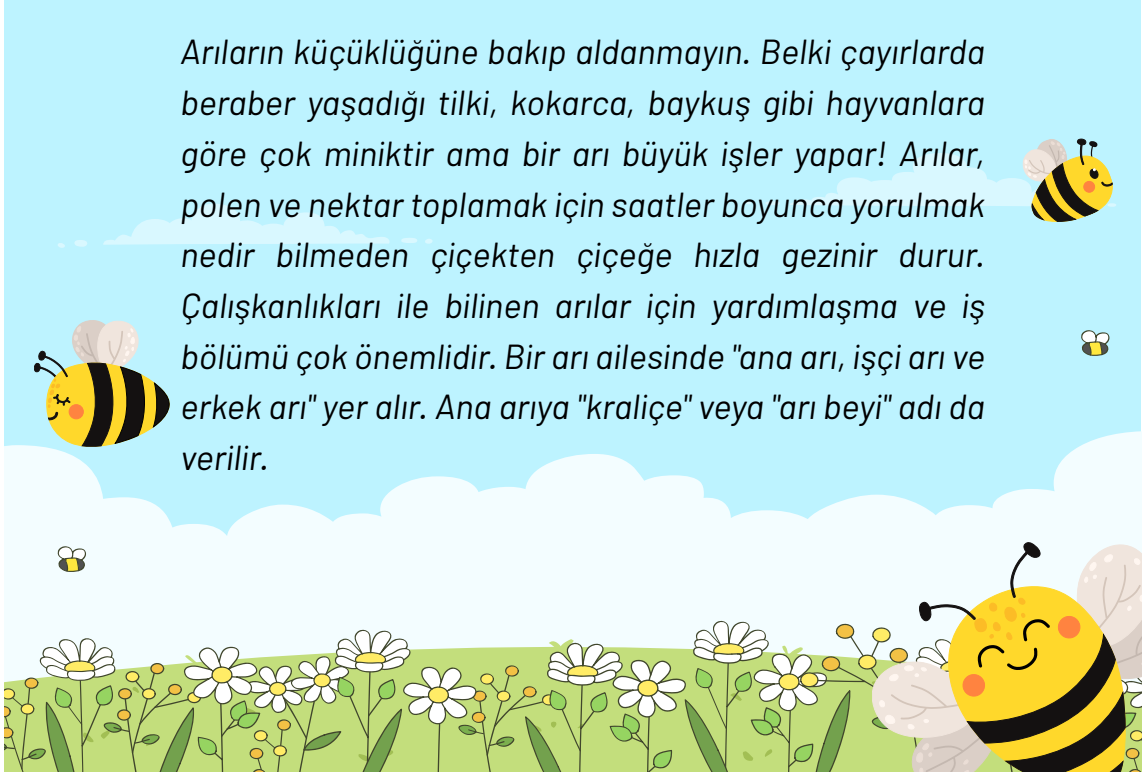 Arıların küçüklüğüne bakıp aldanmayın. Belki çayırlarda
beraber yaşadığı tilki, kokarca, baykuş gibi hayvanlara
göre çok miniktir ama bir arı büyük işler yapar! Arılar,
polen ve nektar toplamak için saatler boyunca yorulmak
nedir bilmeden çiçekten çiçeğe hızla gezinir durur.
Çalışkanlıkları ile bilinen arılar için yardımlaşma ve iş
bölümü çok önemlidir. Bir arı ailesinde "ana arı, işçi arı ve
erkek arı" yer alır. Ana arıya "kraliçe" veya "arı beyi" adı da
verilir.